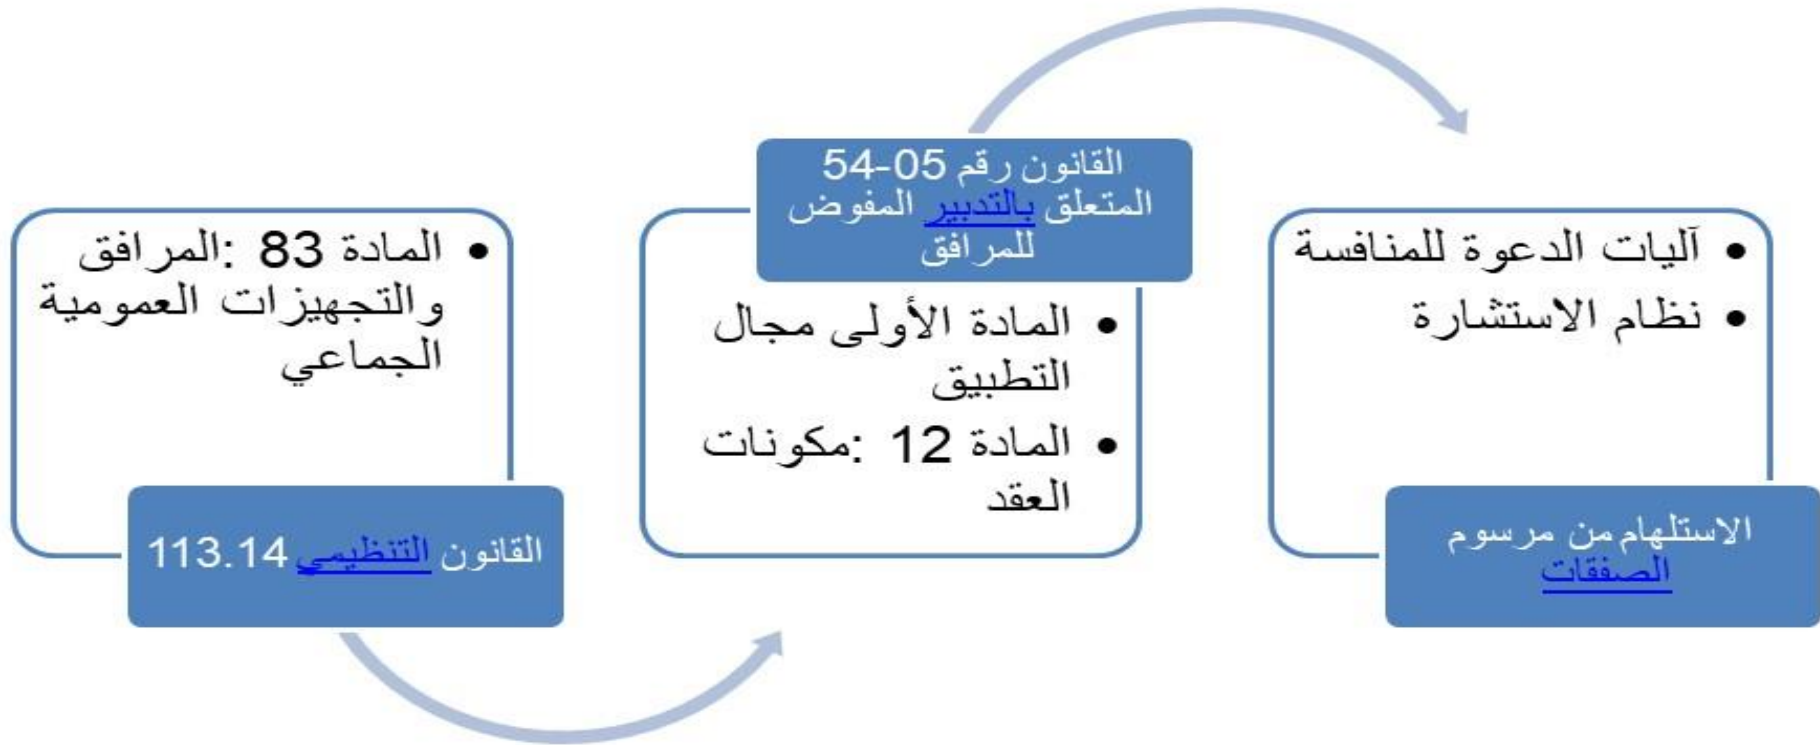 المادة 83 :المرافق
والتجهيزات العمومية
الجماعي
القانون التنظيمي 113.14
القانون رقم 05-54
المتعلق بالتدبير المفوض
للمرافق
المادة الأولى مجال
التطبيق
المادة 12 :مكونات
العقد
آليات الدعوة للمنافسة
نظام الاستشارة
الاستلهام من مرسوم
الصفقات